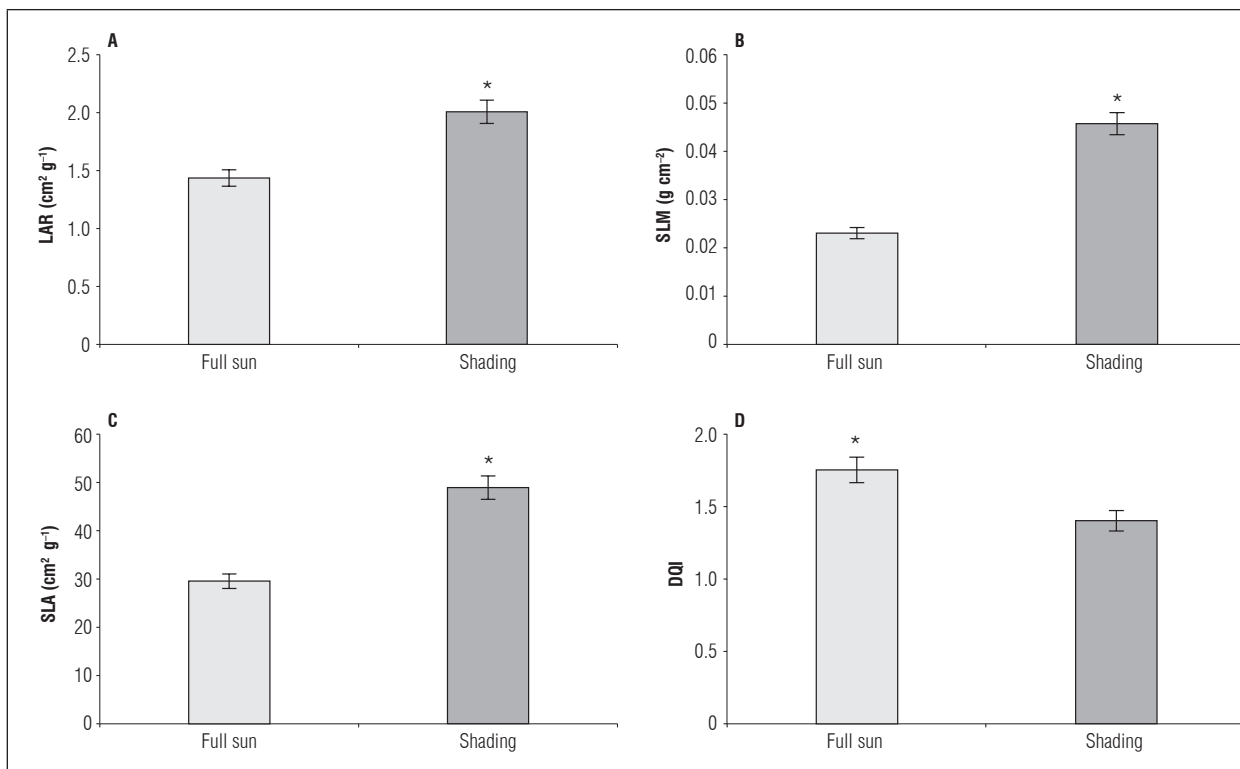 A
LAR (cm² g⁻¹)
2.5
2.0
1.5
1.0
0.5
0
*
Full sun
Shading
B
SLM (g cm⁻²)
0.06
0.05
0.04
0.03
0.02
0.01
0
*
Full sun
Shading
C
SLA (cm² g⁻¹)
60
50
40
30
20
10
0
*
Full sun
Shading
D
DQI
2.0
1.5
1.0
0.5
0
*
Full sun
Shading